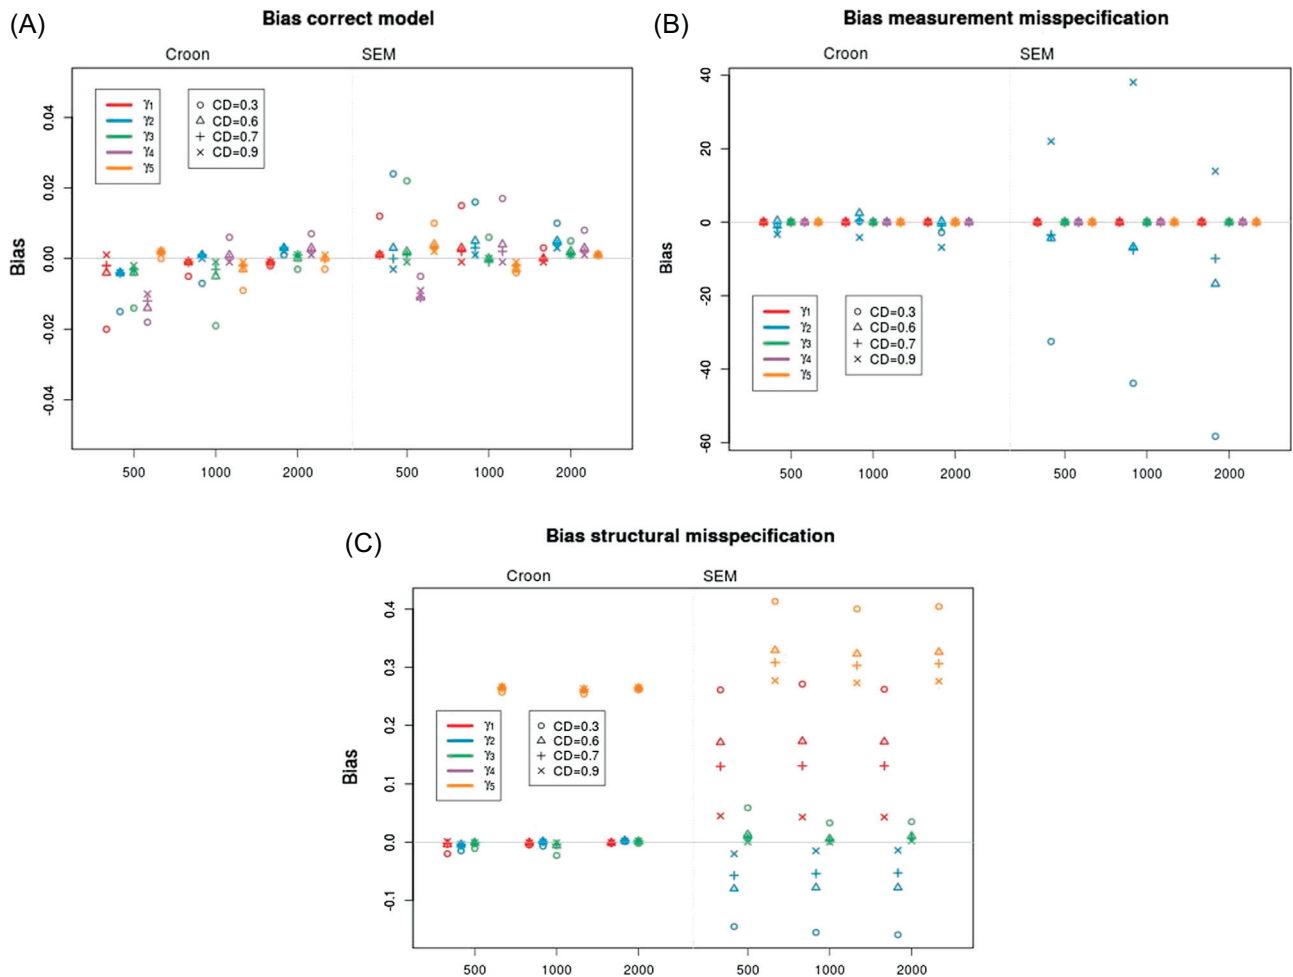 (A)
Bias correct model
Croon SEM
Bias
0.04
0.02
0.00
-0.02
-0.04
γ1
γ2
γ3
γ4
γ5
CD=0.3
CD=0.6
CD=0.7
CD=0.9
500 1000 2000 500 1000 2000
(B)
Bias measurement misspecification
Croon SEM
Bias
40
20
0
-20
-40
-60
γ1
γ2
γ3
γ4
γ5
CD=0.3
CD=0.6
CD=0.7
CD=0.9
500 1000 2000 500 1000 2000
(C)
Bias structural misspecification
Croon SEM
Bias
0.4
0.3
0.2
0.1
0.0
-0.1
γ1
γ2
γ3
γ4
γ5
CD=0.3
CD=0.6
CD=0.7
CD=0.9
500 1000 2000 500 1000 2000